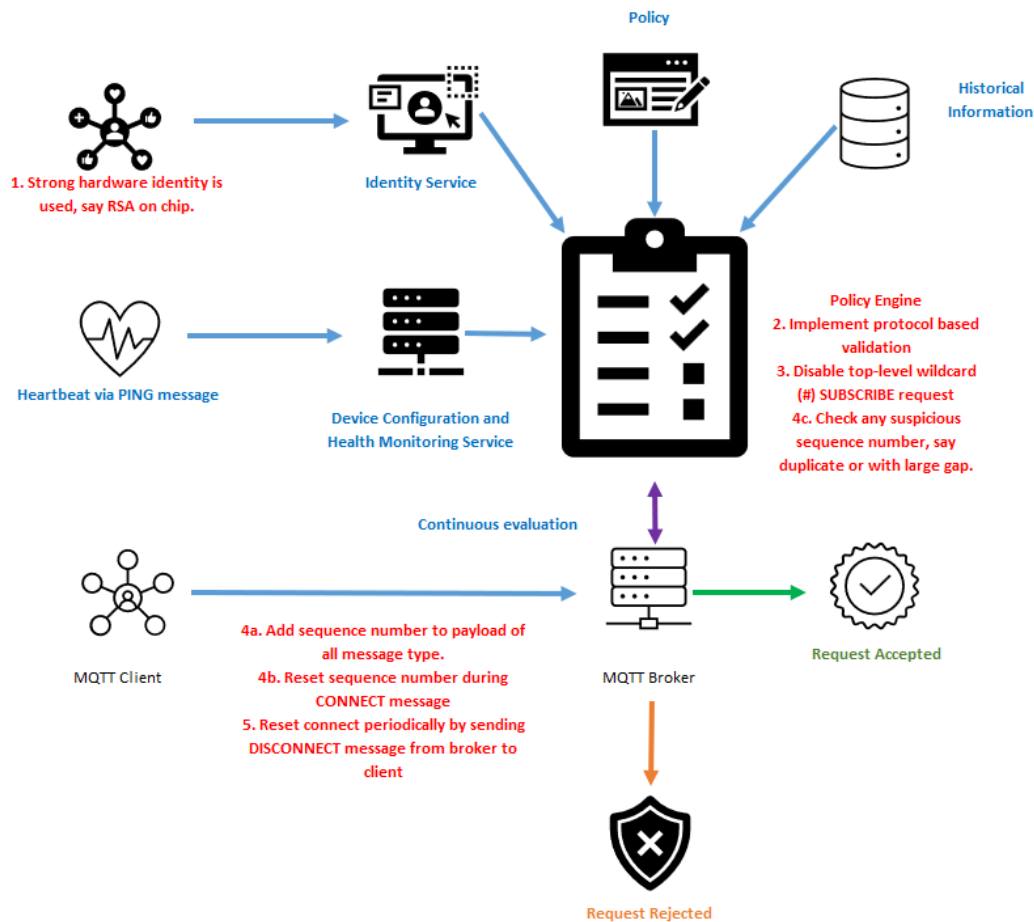 Policy
Historical
Information
1. Strong hardware identity is
used, say RSA on chip.
Identity Service
Policy Engine
2. Implement protocol based
validation
3. Disable top-level wildcard
(#) SUBSCRIBE request
4c. Check any suspicious
sequence number, say
duplicate or with large gap.
Heartbeat via PING message
Device Configuration and
Health Monitoring Service
Continuous evaluation
4a. Add sequence number to payload of
all message type.
4b. Reset sequence number during
CONNECT message
5. Reset connect periodically by sending
DISCONNECT message from broker to
client
MQTT Client
MQTT Broker
Request Accepted
Request Rejected